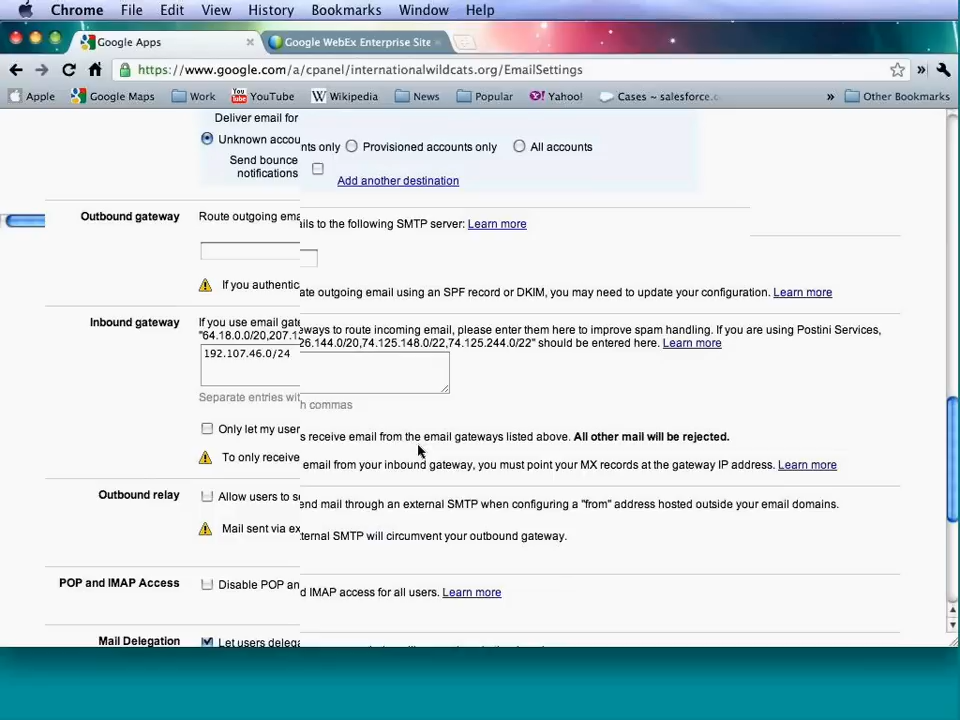 Chrome File Edit View History Bookmarks Window Help
Google Apps Google WebEx Enterprise Site
https://www.google.com/a/cpanel/internationalwildcats.org/EmailSettings
Apple Google Maps Work YouTube Wikipedia News Popular Yahoo! Cases ~ salesforce.c » Other Bookmarks
Deliver email for
Unknown accou nts only Provisioned accounts only All accounts
Send bounce
notifications
Add another destination
Outbound gateway Route outgoing ema ils to the following SMTP server: Learn more
If you authentic ate outgoing email using an SPF record or DKIM, you may need to update your configuration. Learn more
Inbound gateway If you use email gate ways to route incoming email, please enter them here to improve spam handling. If you are using Postini Services,
"64.18.0.0/20,207.1 26.144.0/20,74.125.148.0/22,74.125.244.0/22" should be entered here. Learn more
192.107.46.0/24
Separate entries wit h commas
Only let my user s receive email from the email gateways listed above. All other mail will be rejected.
To only receive email from your inbound gateway, you must point your MX records at the gateway IP address. Learn more
Outbound relay Allow users to se end mail through an external SMTP when configuring a "from" address hosted outside your email domains.
Mail sent via ex ternal SMTP will circumvent your outbound gateway.
POP and IMAP Access Disable POP an d IMAP access for all users. Learn more
Mail Delegation Let users delega